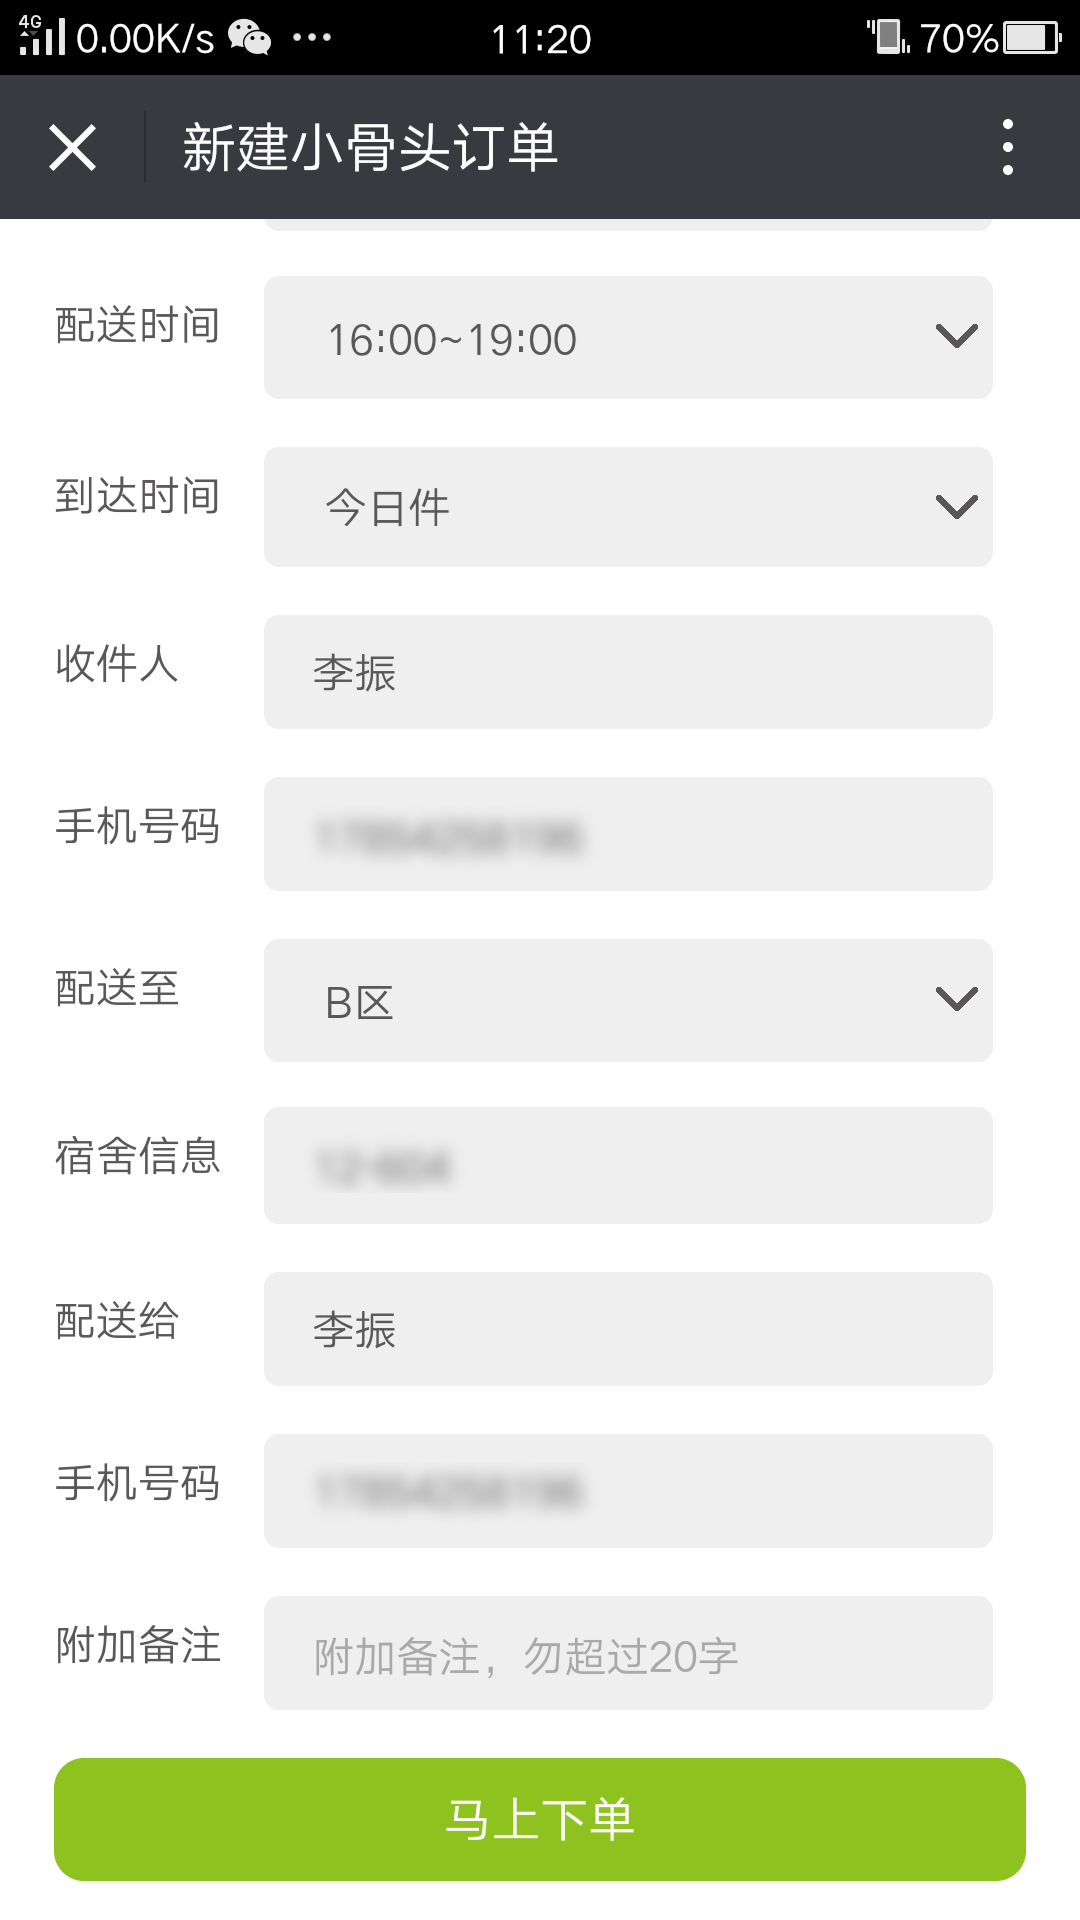 4G 0.00K/s ... 11:20 70%
新建小骨头订单
配送时间 16:00~19:00
到达时间 今日件
收件人 李振
手机号码
配送至 B区
宿舍信息
配送给 李振
手机号码
附加备注 附加备注，勿超过20字
马上下单